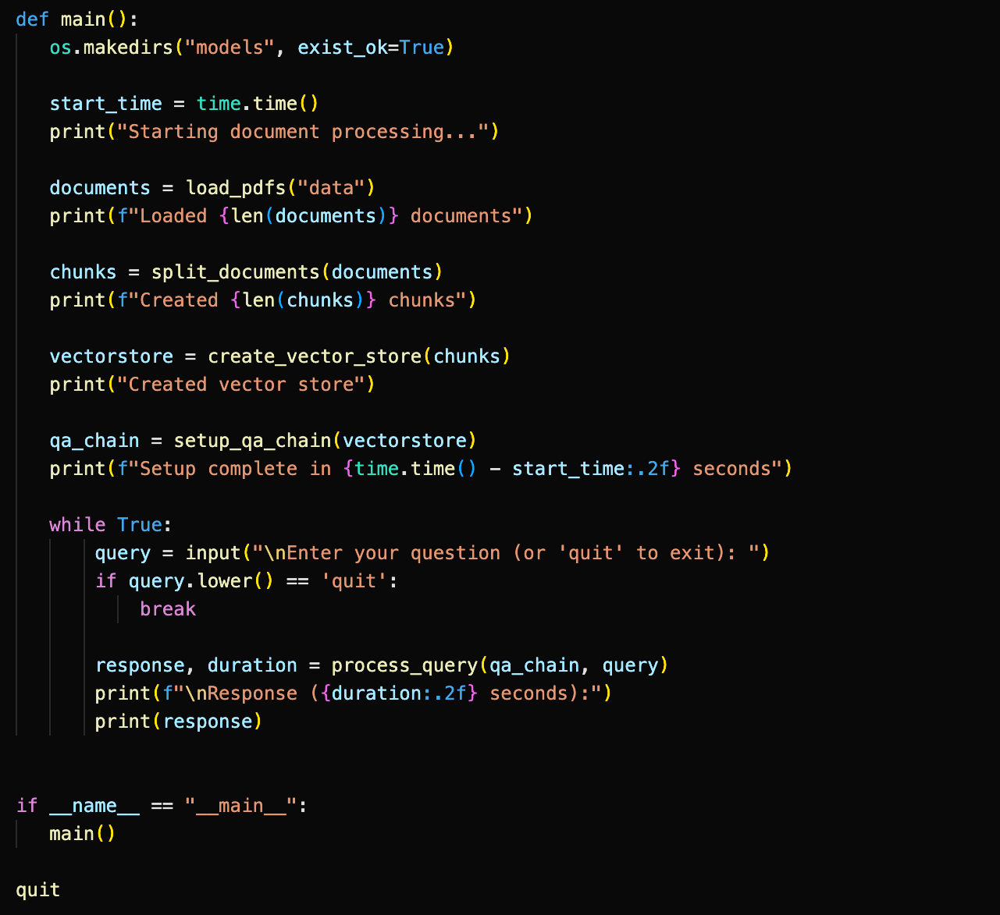 def main():
   os.makedirs("models", exist_ok=True)

   start_time = time.time()
   print("Starting document processing...")

   documents = load_pdfs("data")
   print(f"Loaded {len(documents)} documents")

   chunks = split_documents(documents)
   print(f"Created {len(chunks)} chunks")

   vectorstore = create_vector_store(chunks)
   print("Created vector store")

   qa_chain = setup_qa_chain(vectorstore)
   print(f"Setup complete in {time.time() - start_time:.2f} seconds")

   while True:
       query = input("\nEnter your question (or 'quit' to exit): ")
       if query.lower() == 'quit':
           break

       response, duration = process_query(qa_chain, query)
       print(f"\nResponse ({duration:.2f} seconds):")
       print(response)


if __name__ == "__main__":
   main()

quit